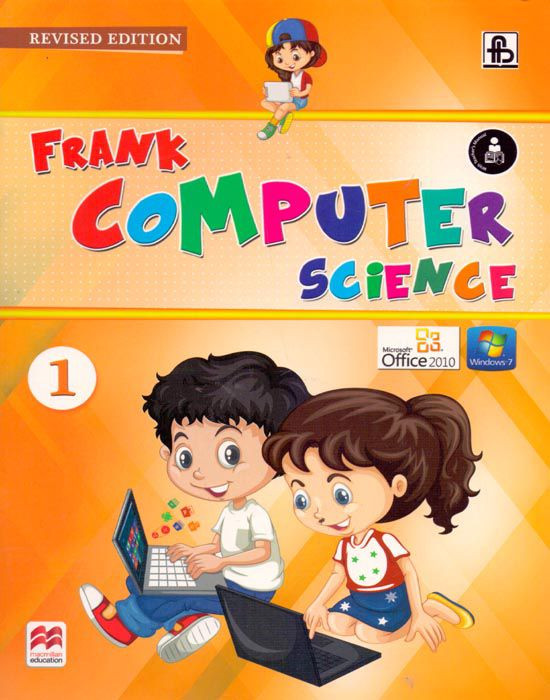 REVISED EDITION
FRANK
COMPUTER
SCIENCE
1
Microsoft®
Office 2010
Windows·7
macmillan
education